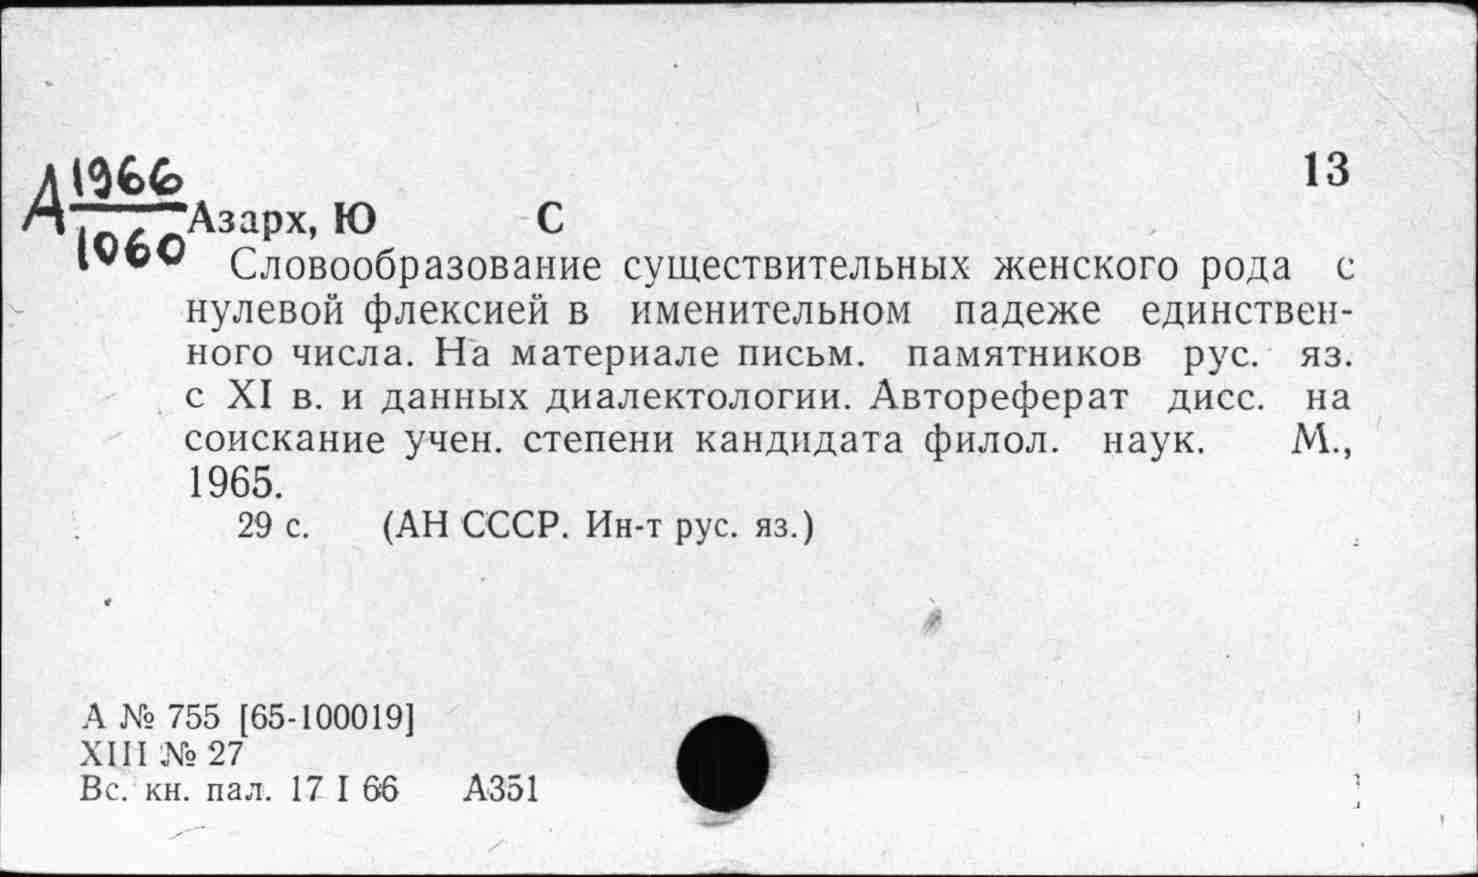 Д 1966
1060
13
Азарх, Ю С
Словообразование существительных женского рода с
нулевой флексией в именительном падеже единствен-
ного числа. На материале письм. памятников рус. яз.
с XI в. и данных диалектологии. Автореферат дисс. на
соискание учен. степени кандидата филол. наук. М.,
1965.
29 с. (АН СССР. Ин-т рус. яз.)
А № 755 [65-100019]
XIII № 27
Вс. кн. пал. 17 I 66 А351